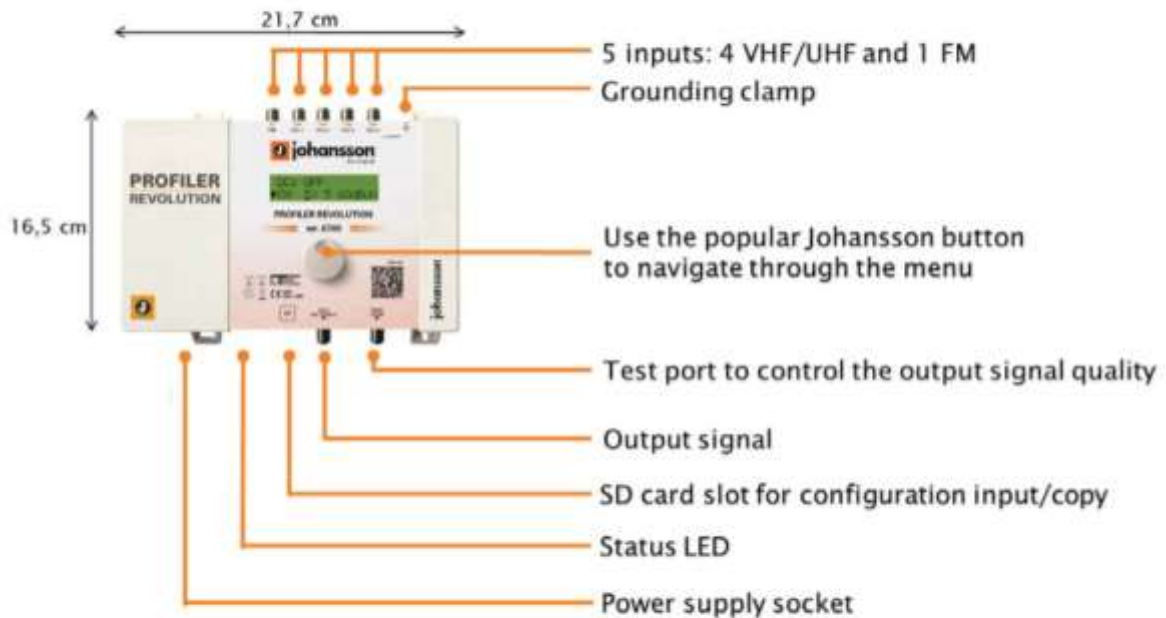 21,7 cm
5 inputs: 4 VHF/UHF and 1 FM
Grounding clamp
johansson
PROFILER
REVOLUTION
16,5 cm
PROFILER REVOLUTION
Use the popular Johansson button
to navigate through the menu
johansson
Test port to control the output signal quality
Output signal
SD card slot for configuration input/copy
Status LED
Power supply socket